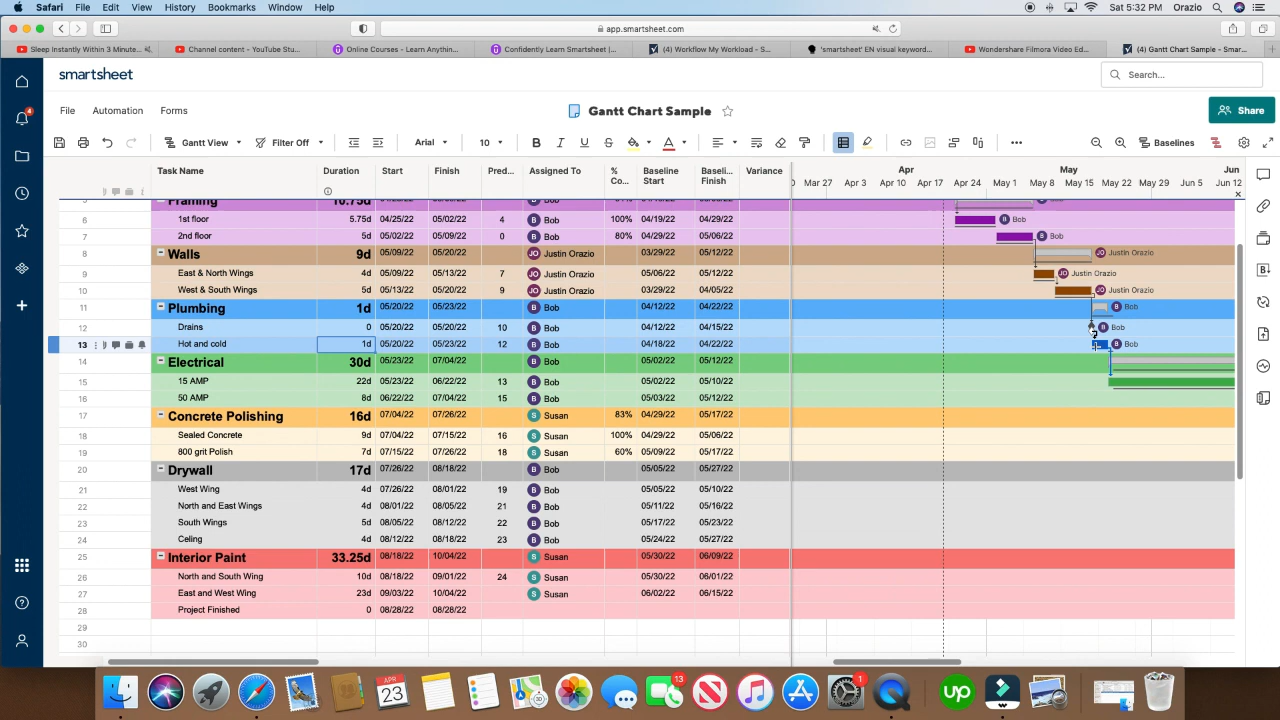 Safari File Edit View History Bookmarks Window Help Sat 5:32 PM Orazio
app.smartsheet.com
Sleep Instantly Within 3 Minute... Channel content - YouTube Stu... Online Courses - Learn Anythin... Confidently Learn Smartsheet |... (4) Workflow My Workload - S... 'smartsheet' EN visual keyword... Wondershare Filmora Video Ed... (4) Gantt Chart Sample - Smar...
smartsheet Search...
File Automation Forms Gantt Chart Sample Share
Gantt View Filter Off Arial 10 B I U S A Baselines
Task Name Duration Start Finish Pred... Assigned To % Co... Baseline Start Baseli... Finish Variance
Apr May Jun
0 Mar 27 Apr 3 Apr 10 Apr 17 Apr 24 May 1 May 8 May 15 May 22 May 29 Jun 5 Jun 12
6 1st floor 5.75d 04/25/22 05/02/22 4 B Bob 100% 04/19/22 04/29/22 B Bob
7 2nd floor 5d 05/02/22 05/09/22 0 B Bob 80% 04/29/22 05/06/22 B Bob
8 Walls 9d 05/09/22 05/20/22 JO Justin Orazio 03/29/22 05/12/22 JO Justin Orazio
9 East & North Wings 4d 05/09/22 05/13/22 7 JO Justin Orazio 05/06/22 05/12/22 JO Justin Orazio
10 West & South Wings 5d 05/13/22 05/20/22 9 JO Justin Orazio 03/29/22 05/12/22 JO Justin Orazio
11 Plumbing 1d 05/20/22 05/23/22 B Bob 04/12/22 04/22/22 B Bob
12 Drains 0 05/20/22 05/20/22 10 B Bob 04/12/22 04/15/22 B Bob
13 Hot and cold 1d 05/20/22 05/23/22 12 B Bob 04/18/22 04/22/22 B Bob
14 Electrical 30d 05/23/22 07/04/22 B Bob 05/02/22 05/12/22
15 15 AMP 22d 05/23/22 06/22/22 13 B Bob 05/02/22 05/10/22
16 50 AMP 8d 06/22/22 07/04/22 15 B Bob 05/03/22 05/12/22
17 Concrete Polishing 16d 07/04/22 07/26/22 S Susan 83% 04/29/22 05/17/22
18 Sealed Concrete 9d 07/04/22 07/15/22 16 S Susan 100% 04/29/22 05/06/22
19 800 grit Polish 7d 07/15/22 07/26/22 18 S Susan 60% 05/09/22 05/17/22
20 Drywall 17d 07/26/22 08/18/22 B Bob 05/05/22 05/27/22
21 West Wing 4d 07/26/22 08/01/22 19 B Bob 05/05/22 05/10/22
22 North and East Wings 4d 08/01/22 08/05/22 21 B Bob 05/11/22 05/16/22
23 South Wings 5d 08/05/22 08/12/22 22 B Bob 05/17/22 05/23/22
24 Celing 4d 08/12/22 08/18/22 23 B Bob 05/24/22 05/27/22
25 Interior Paint 33.25d 08/18/22 10/04/22 S Susan 05/30/22 06/09/22
26 North and South Wing 10d 08/18/22 09/01/22 24 S Susan 05/30/22 06/01/22
27 East and West Wing 23d 09/03/22 10/04/22 S Susan 06/02/22 06/15/22
28 Project Finished 0 08/28/22 08/28/22
29
30
APR 23 13 1 up